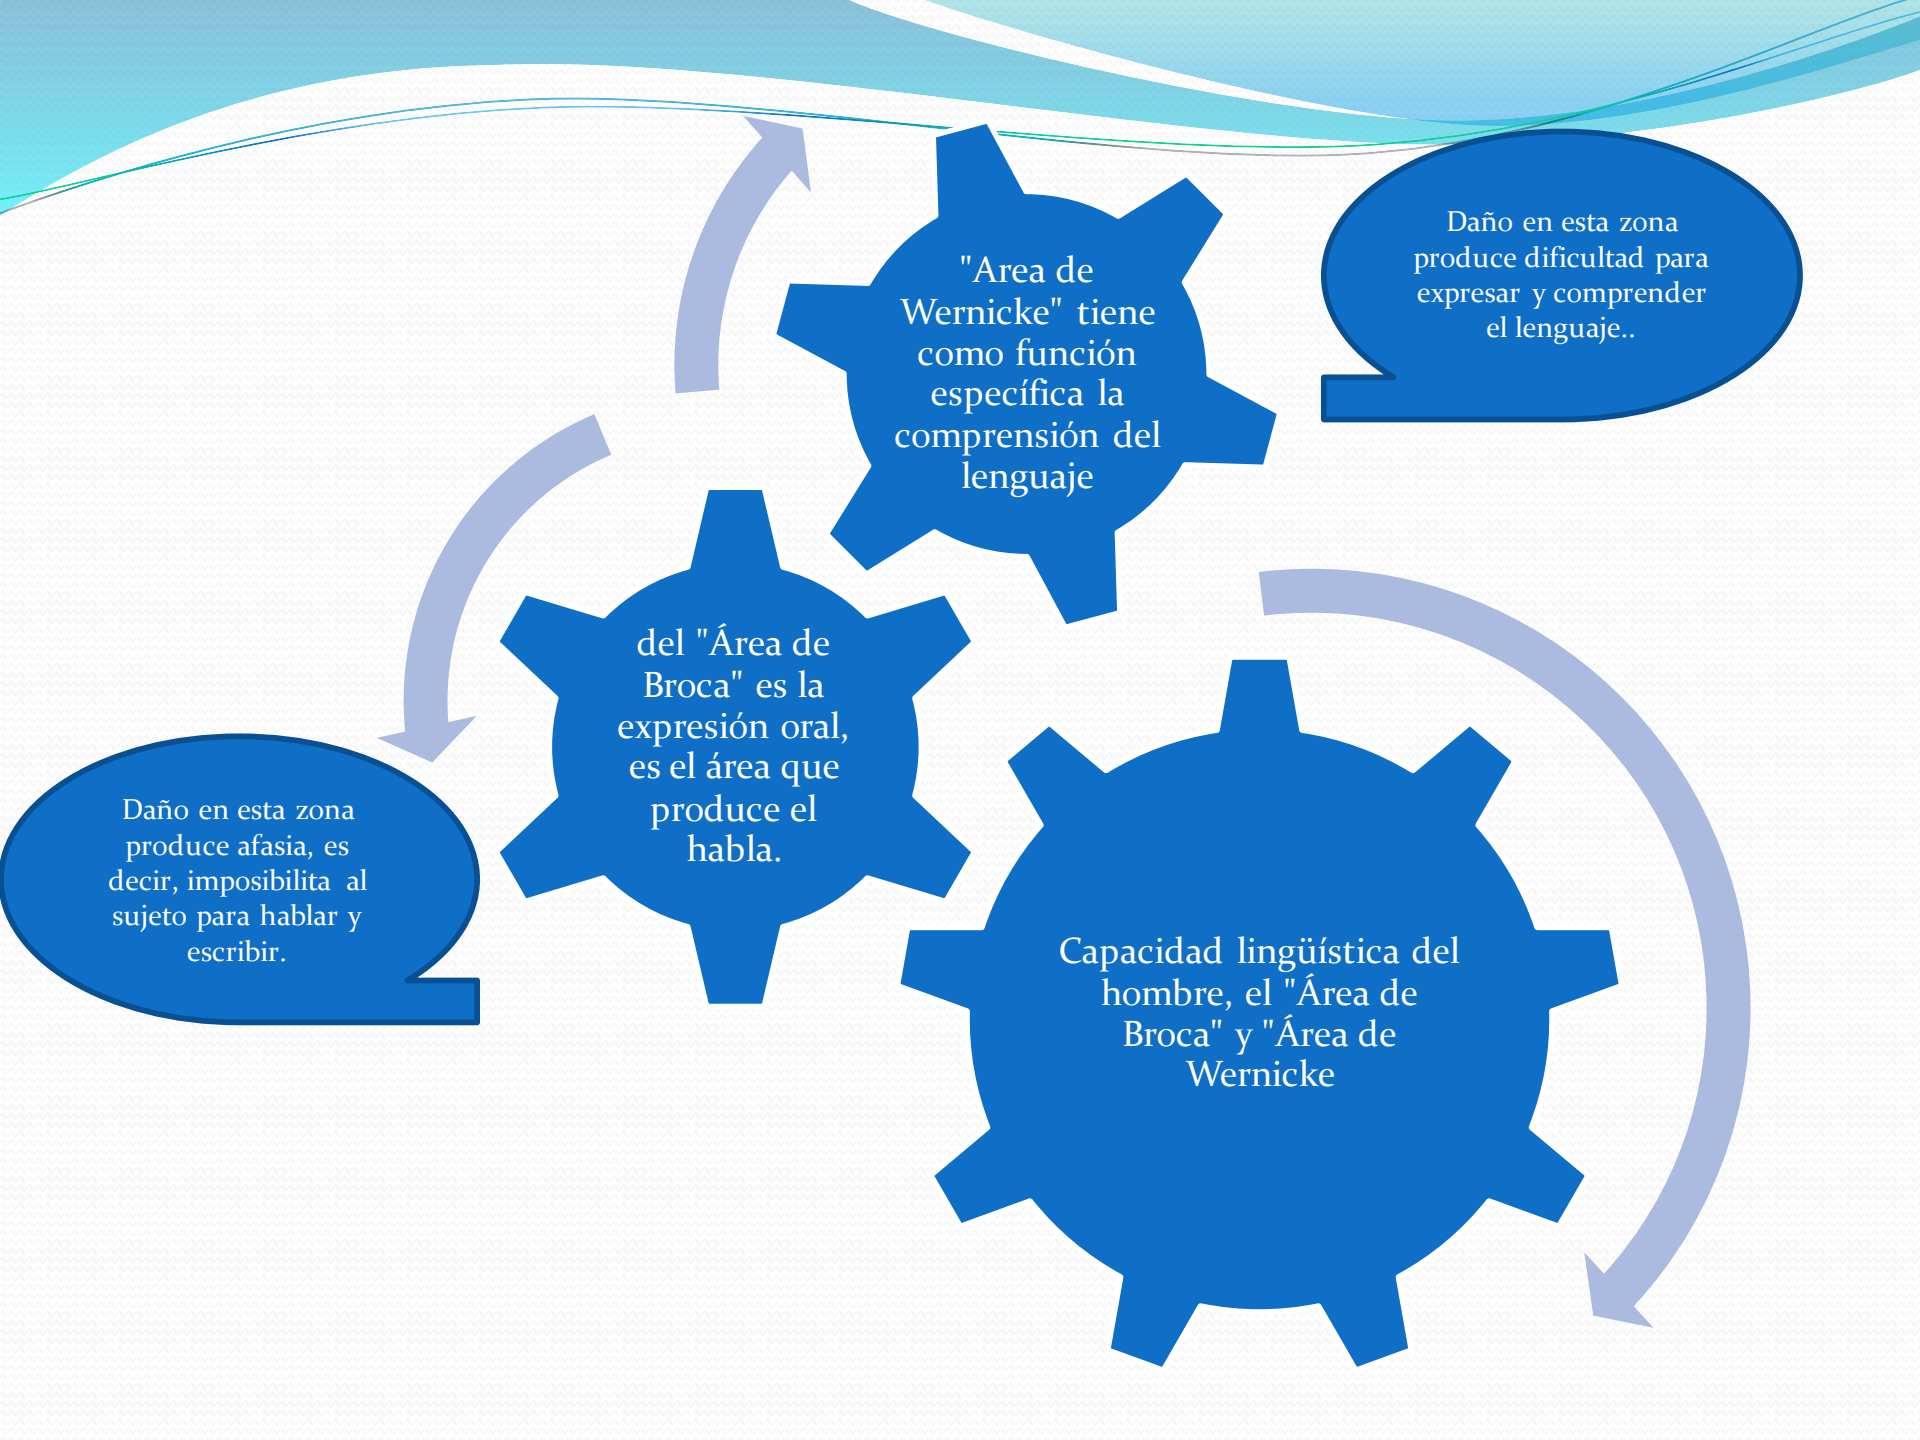 "Area de
Wernicke" tiene
como función
específica la
comprensión del
lenguaje
Daño en esta zona
produce dificultad para
expresar y comprender
el lenguaje..
del "Área de
Broca" es la
expresión oral,
es el área que
produce el
habla.
Daño en esta zona
produce afasia, es
decir, imposibilita al
sujeto para hablar y
escribir.
Capacidad lingüística del
hombre, el "Área de
Broca" y "Área de
Wernicke